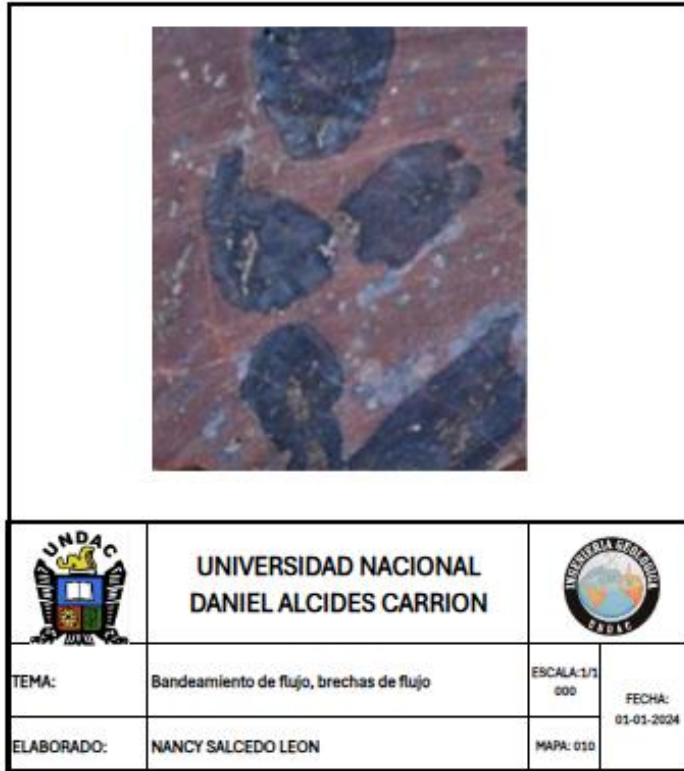 UNDAC
UNIVERSIDAD NACIONAL
DANIEL ALCIDES CARRION
INGENIERIA GEOLOGICA
UNDAC
TEMA:
Bandeamiento de flujo, brechas de flujo
ESCALA:1/1
000
FECHA:
01-01-2024
ELABORADO:
NANCY SALCEDO LEON
MAPA: 010